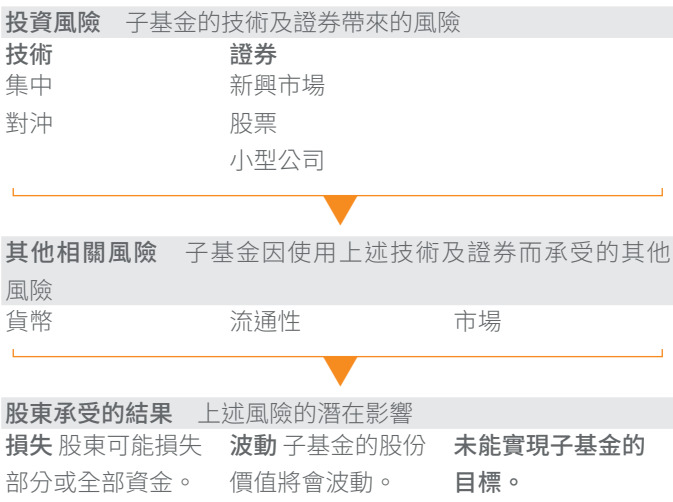 投資風險 子基金的技術及證券帶來的風險
技術 證券
集中 新興市場
對沖 股票
小型公司
其他相關風險 子基金因使用上述技術及證券而承受的其他
風險
貨幣 流通性 市場
股東承受的結果 上述風險的潛在影響
損失 股東可能損失 波動 子基金的股份 未能實現子基金的
部分或全部資金。 價值將會波動。 目標。